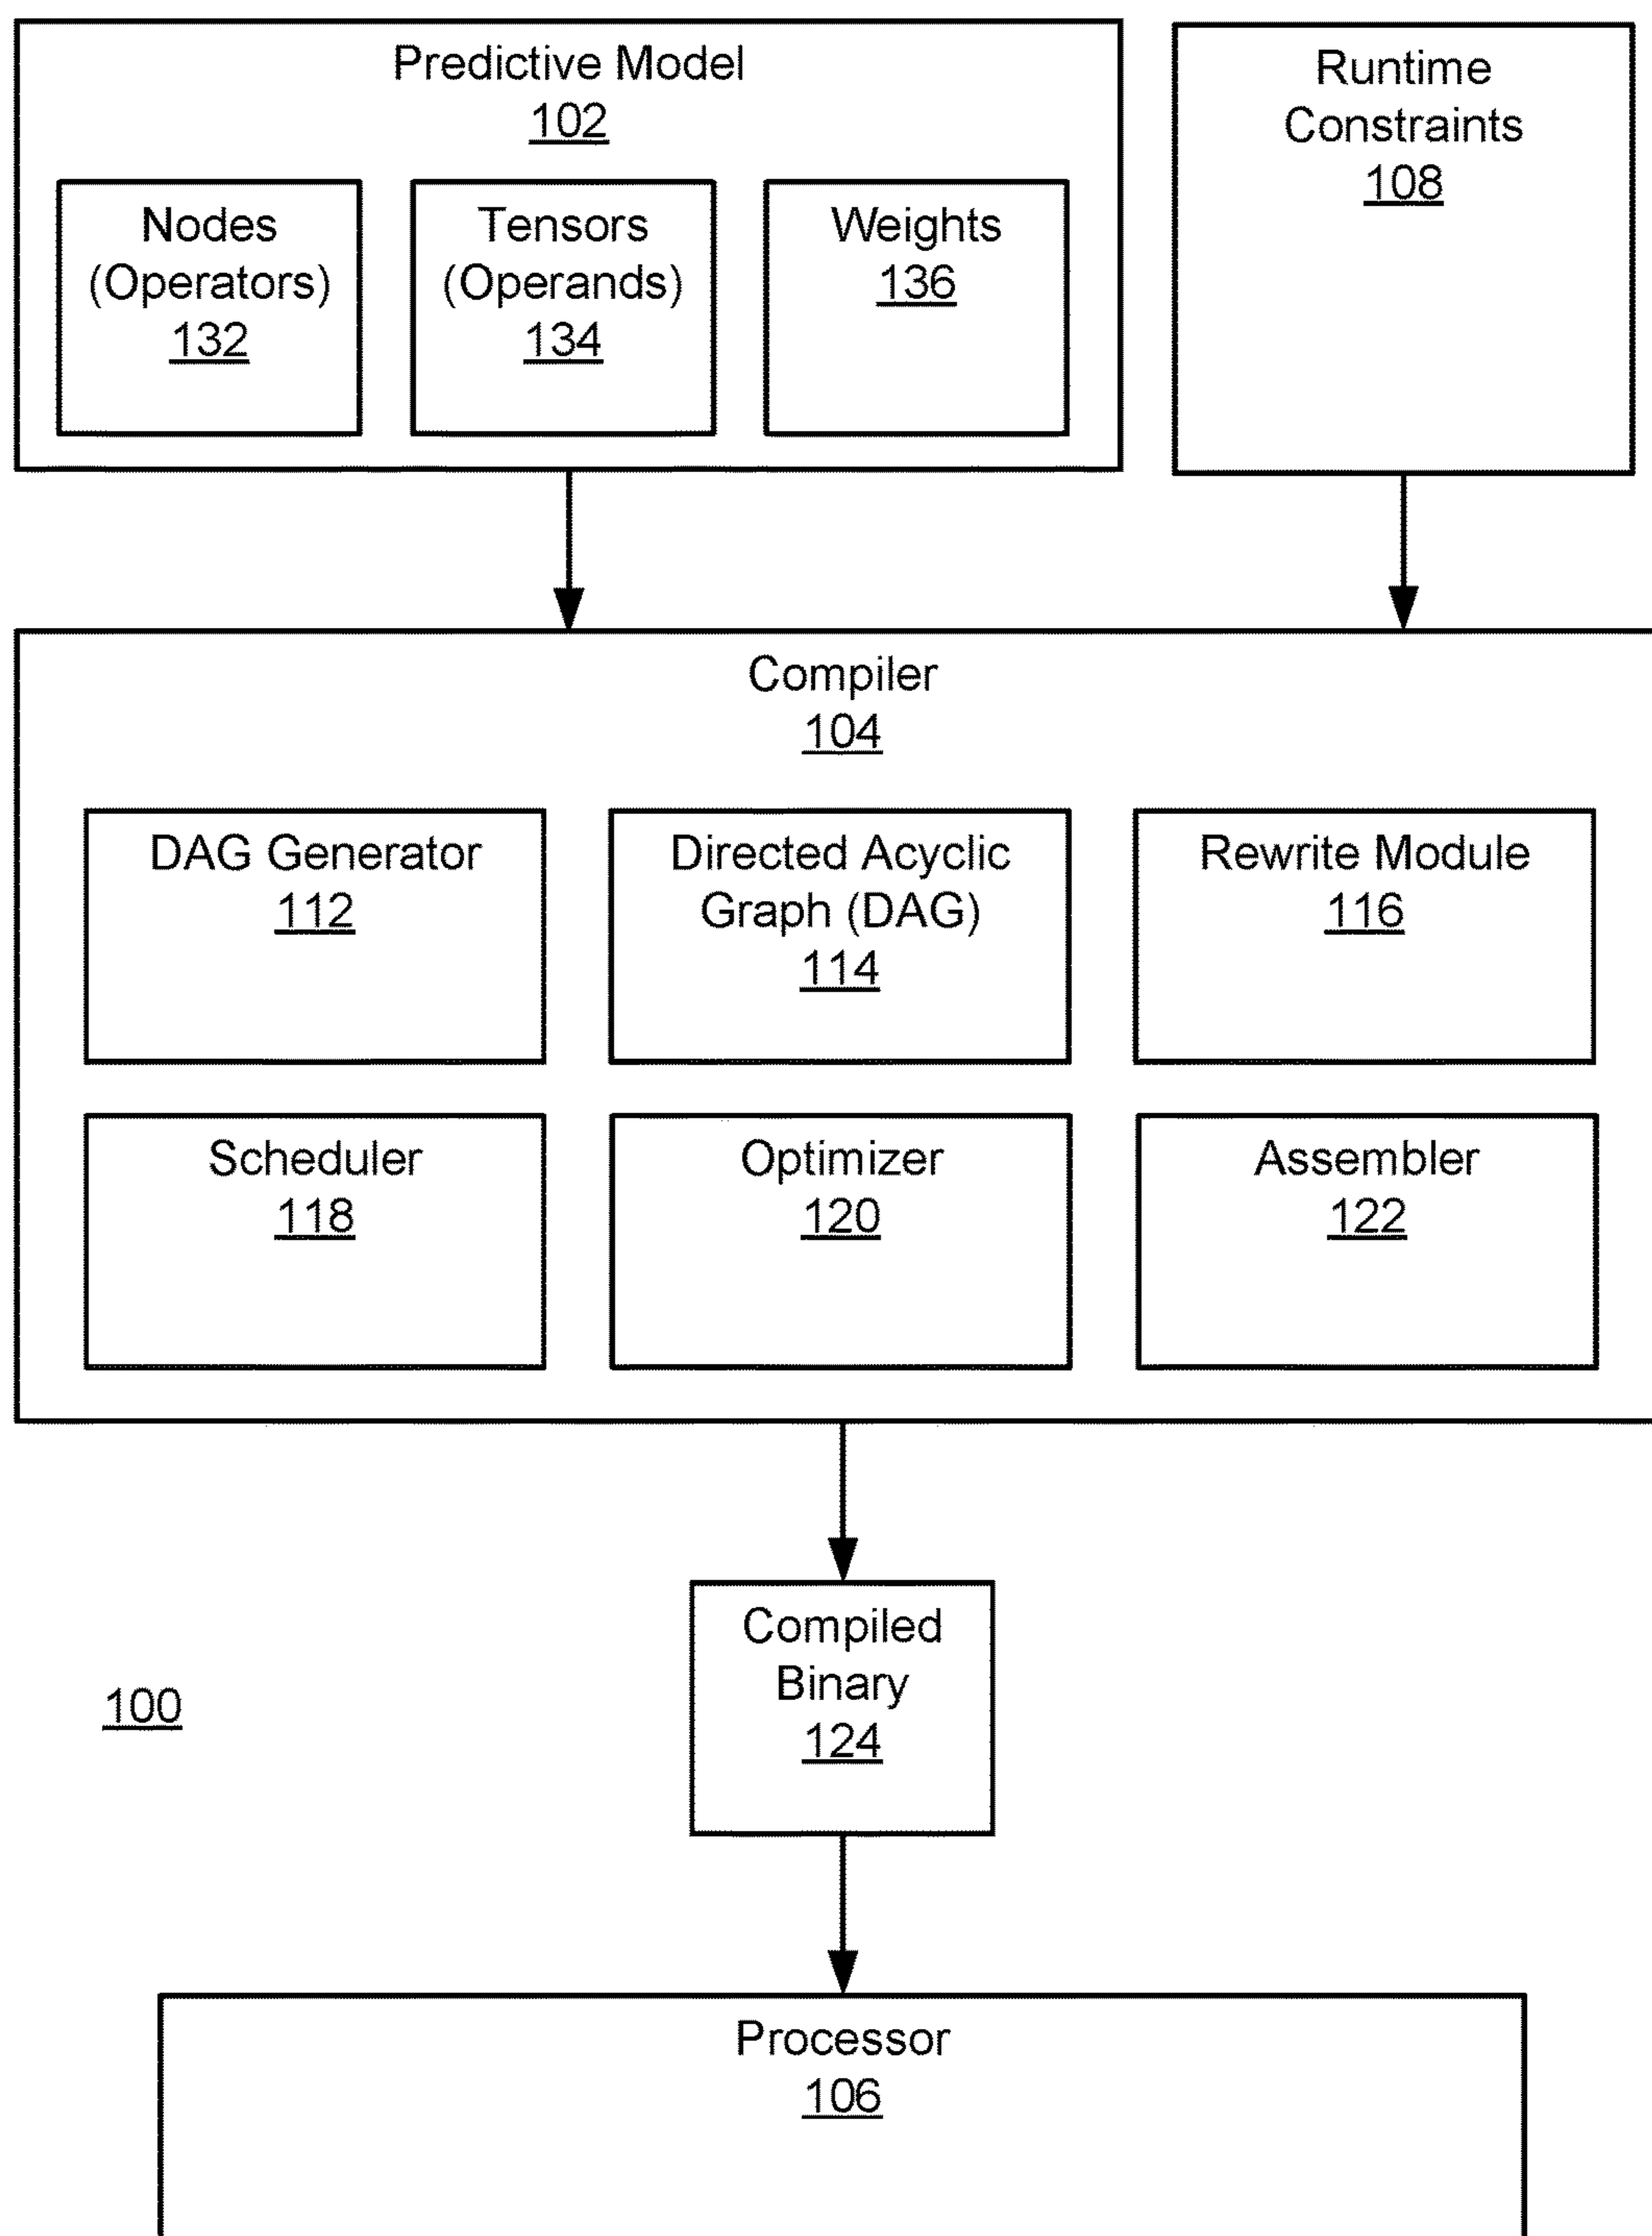 Predictive Model
102
Nodes
(Operators)
132
Tensors
(Operands)
134
Weights
136
Runtime
Constraints
108
Compiler
104
DAG Generator
112
Directed Acyclic
Graph (DAG)
114
Rewrite Module
116
Scheduler
118
Optimizer
120
Assembler
122
Compiled
Binary
124
100
Processor
106